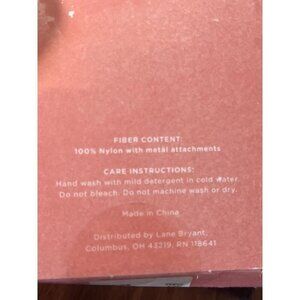 FIBER CONTENT:
100% Nylon with metal attachments
CARE INSTRUCTIONS:
Hand wash with mild detergent in cold water.
Do not bleach. Do not machine wash or dry.
Made in China
Distributed by Lane Bryant,
Columbus, OH 43219, RN 118641